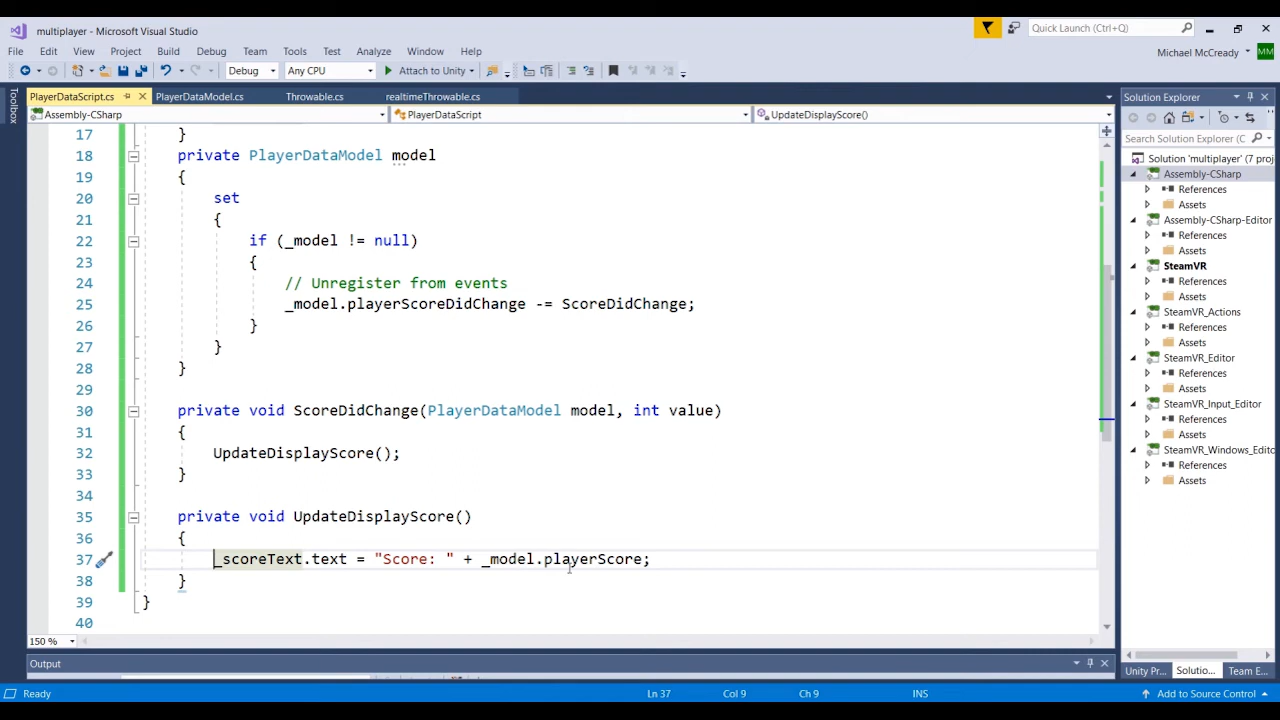 multiplayer - Microsoft Visual Studio
Quick Launch (Ctrl+Q)
File Edit View Project Build Debug Team Tools Test Analyze Window Help
Michael McCready MM
Debug Any CPU Attach to Unity
Toolbox
PlayerDataScript.cs PlayerDataModel.cs Throwable.cs realtimeThrowable.cs
Assembly-CSharp PlayerDataScript UpdateDisplayScore()
17 }
18 private PlayerDataModel model
19 {
20 set
21 {
22 if (_model != null)
23 {
24 // Unregister from events
25 _model.playerScoreDidChange -= ScoreDidChange;
26 }
27 }
28 }
29
30 private void ScoreDidChange(PlayerDataModel model, int value)
31 {
32 UpdateDisplayScore();
33 }
34
35 private void UpdateDisplayScore()
36 {
37 _scoreText.text = "Score: " + _model.playerScore;
38 }
39 }
40
150 %
Output
Solution Explorer
Search Solution Explorer (C
Solution 'multiplayer' (7 proj
Assembly-CSharp
References
Assets
Assembly-CSharp-Editor
References
Assets
SteamVR
References
Assets
SteamVR_Actions
References
Assets
SteamVR_Editor
References
Assets
SteamVR_Input_Editor
References
Assets
SteamVR_Windows_Edito
References
Assets
Unity Pr... Solutio... Team E...
Ready Ln 37 Col 9 Ch 9 INS Add to Source Control